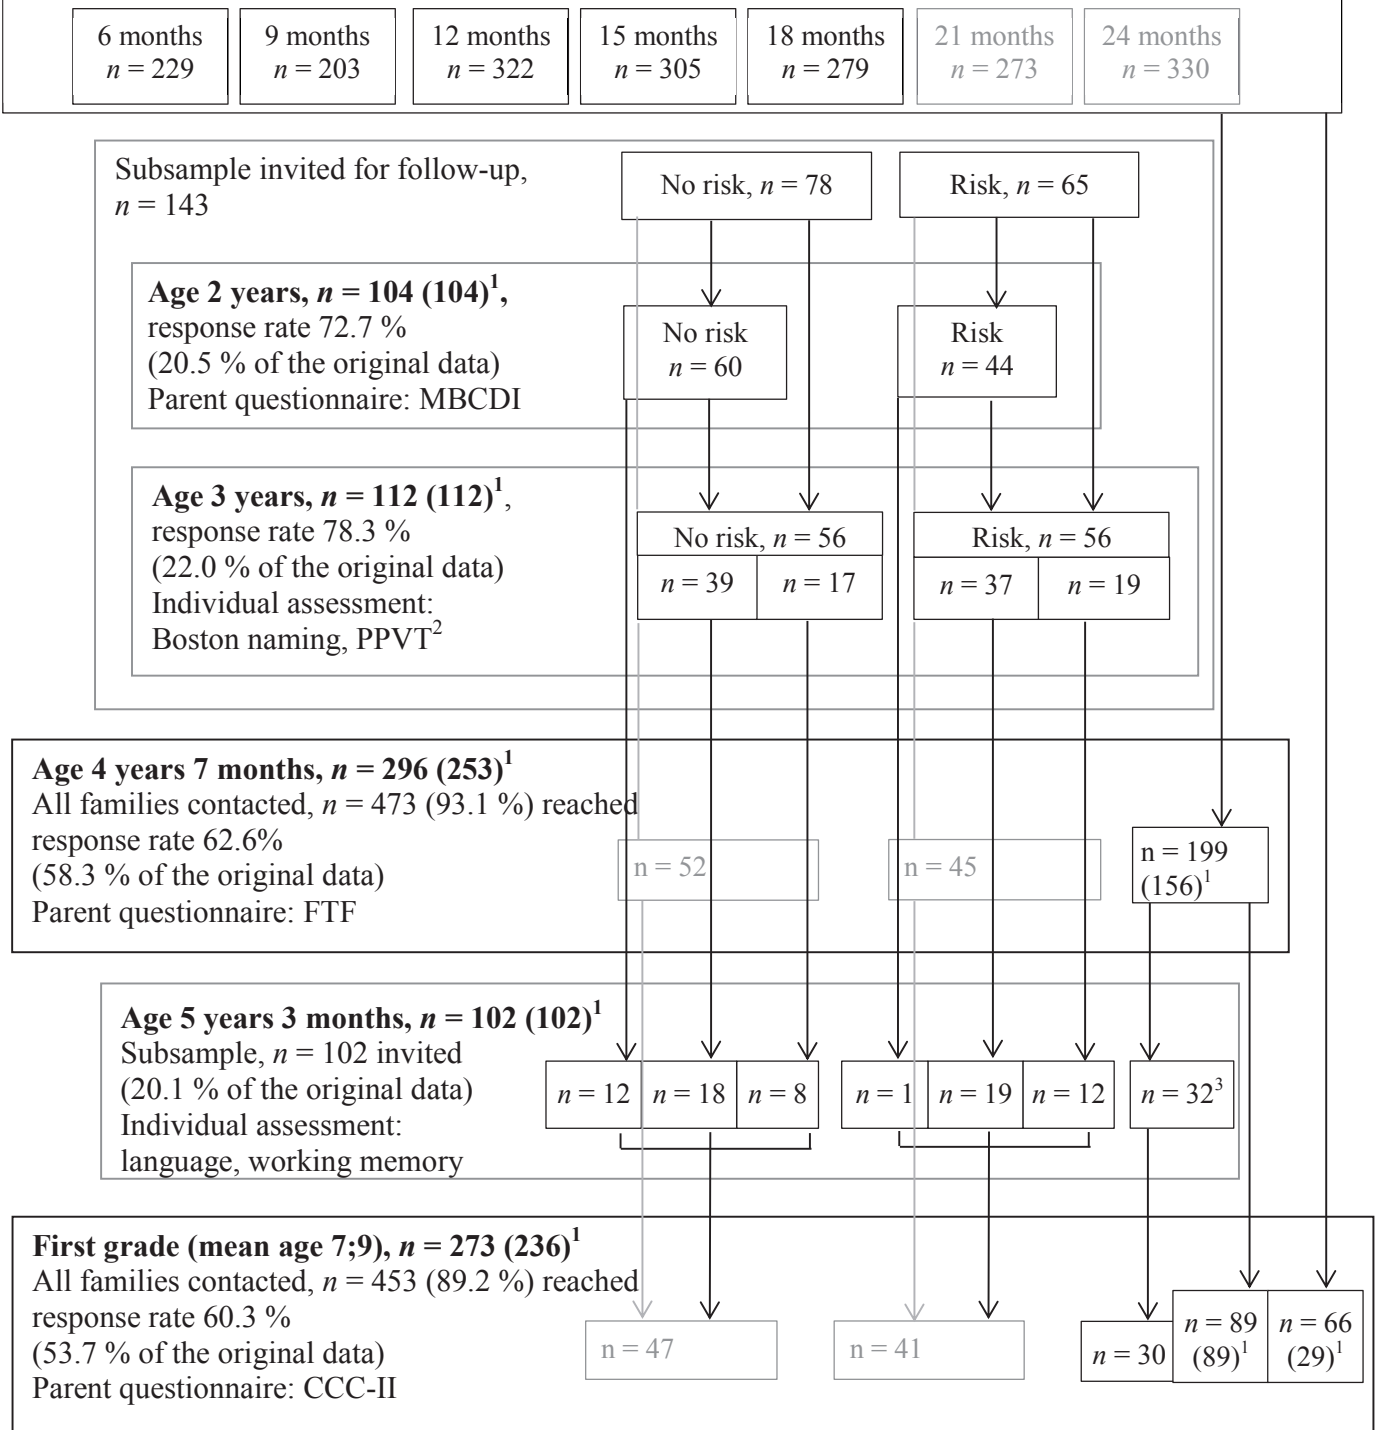 6 months
n = 229
9 months
n = 203
12 months
n = 322
15 months
n = 305
18 months
n = 279
21 months
n = 273
24 months
n = 330
Subsample invited for follow-up,
n = 143
No risk, n = 78
Risk, n = 65
Age 2 years, n = 104 (104)¹,
response rate 72.7 %
(20.5 % of the original data)
Parent questionnaire: MBCDI
No risk
n = 60
Risk
n = 44
Age 3 years, n = 112 (112)¹,
response rate 78.3 %
(22.0 % of the original data)
Individual assessment:
Boston naming, PPVT²
No risk, n = 56
n = 39
n = 17
Risk, n = 56
n = 37
n = 19
Age 4 years 7 months, n = 296 (253)¹
All families contacted, n = 473 (93.1 %) reached
response rate 62.6%
(58.3 % of the original data)
Parent questionnaire: FTF
n = 52
n = 45
n = 199
(156)¹
Age 5 years 3 months, n = 102 (102)¹
Subsample, n = 102 invited
(20.1 % of the original data)
Individual assessment:
language, working memory
n = 12
n = 18
n = 8
n = 1
n = 19
n = 12
n = 32³
First grade (mean age 7;9), n = 273 (236)¹
All families contacted, n = 453 (89.2 %) reached
response rate 60.3 %
(53.7 % of the original data)
Parent questionnaire: CCC-II
n = 47
n = 41
n = 30
n = 89
(89)¹
n = 66
(29)¹